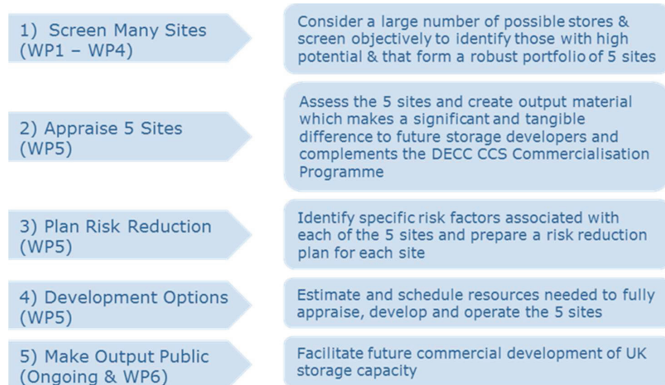 1) Screen Many Sites
(WP1 – WP4)
Consider a large number of possible stores &
screen objectively to identify those with high
potential & that form a robust portfolio of 5 sites
2) Appraise 5 Sites
(WP5)
Assess the 5 sites and create output material
which makes a significant and tangible
difference to future storage developers and
complements the DECC CCS Commercialisation
Programme
3) Plan Risk Reduction
(WP5)
Identify specific risk factors associated with
each of the 5 sites and prepare a risk reduction
plan for each site
4) Development Options
(WP5)
Estimate and schedule resources needed to fully
appraise, develop and operate the 5 sites
5) Make Output Public
(Ongoing & WP6)
Facilitate future commercial development of UK
storage capacity